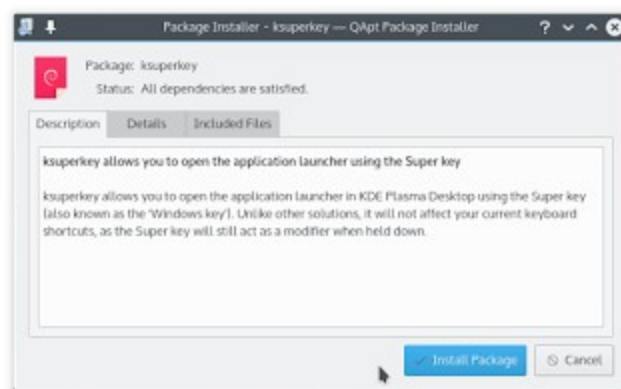 Package Installer - ksuperkey — QApt Package Installer
Package: ksuperkey
Status: All dependencies are satisfied.
Description Details Included Files
ksuperkey allows you to open the application launcher using the Super key
ksuperkey allows you to open the application launcher in KDE Plasma Desktop using the Super key
(also known as the 'Windows key'). Unlike other solutions, it will not affect your current keyboard
shortcuts, as the Super key will still act as a modifier when held down.
Install Package Cancel